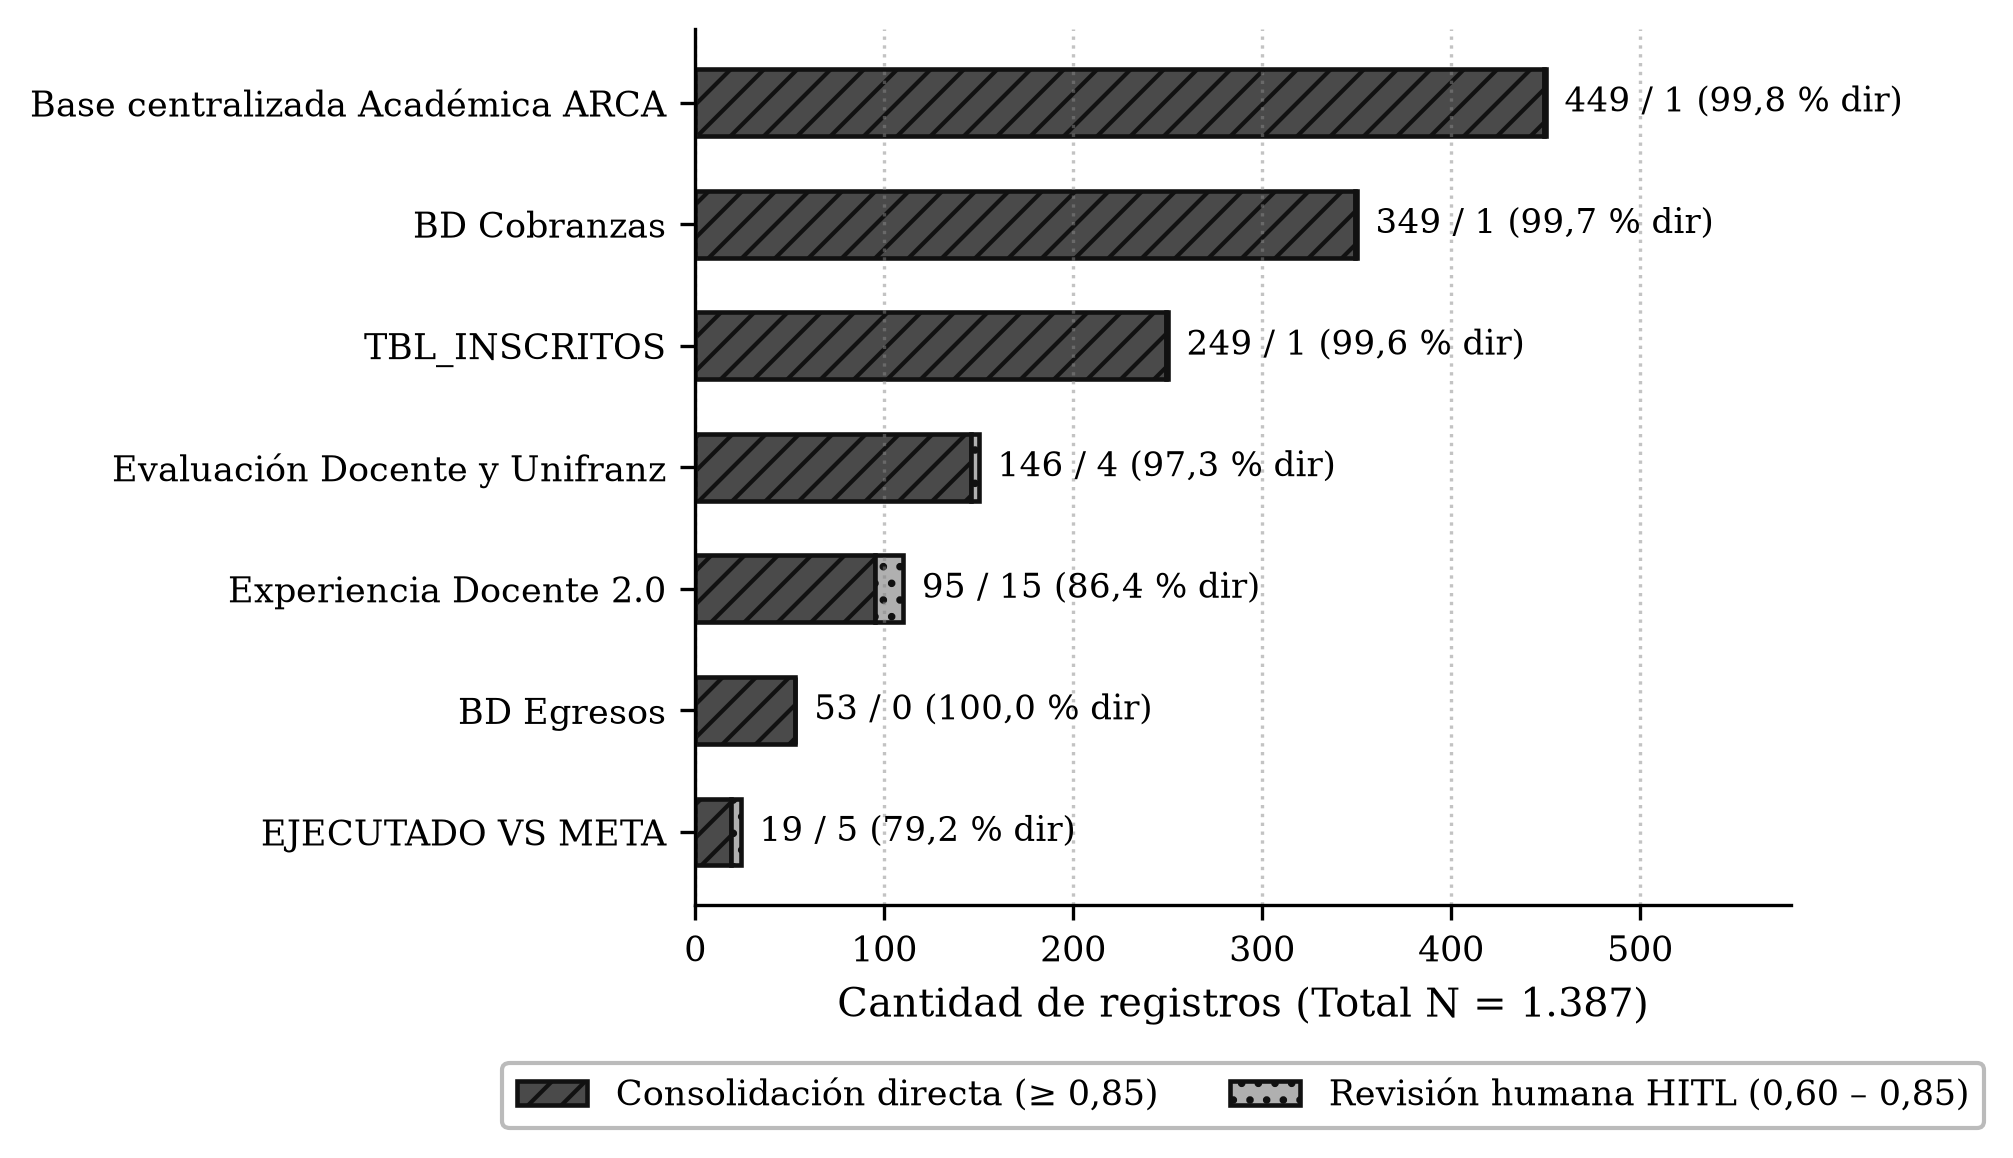 Base centralizada Académica ARCA 449 / 1 (99,8 % dir)
BD Cobranzas 349 / 1 (99,7 % dir)
TBL_INSCRITOS 249 / 1 (99,6 % dir)
Evaluación Docente y Unifranz 146 / 4 (97,3 % dir)
Experiencia Docente 2.0 95 / 15 (86,4 % dir)
BD Egresos 53 / 0 (100,0 % dir)
EJECUTADO VS META 19 / 5 (79,2 % dir)
0 100 200 300 400 500
Cantidad de registros (Total N = 1.387)
Consolidación directa (≥ 0,85) Revisión humana HITL (0,60 – 0,85)